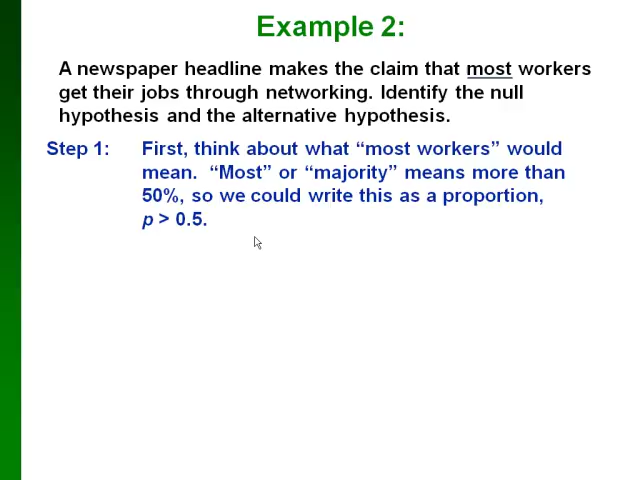 Example 2:
A newspaper headline makes the claim that most workers
get their jobs through networking. Identify the null
hypothesis and the alternative hypothesis.
Step 1: First, think about what “most workers” would
mean. “Most” or “majority” means more than
50%, so we could write this as a proportion,
p > 0.5.